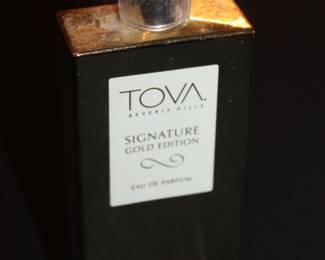 TOVA.
BEVERLY HILLS
SIGNATURE
GOLD EDITION
EAU DE PARFUM